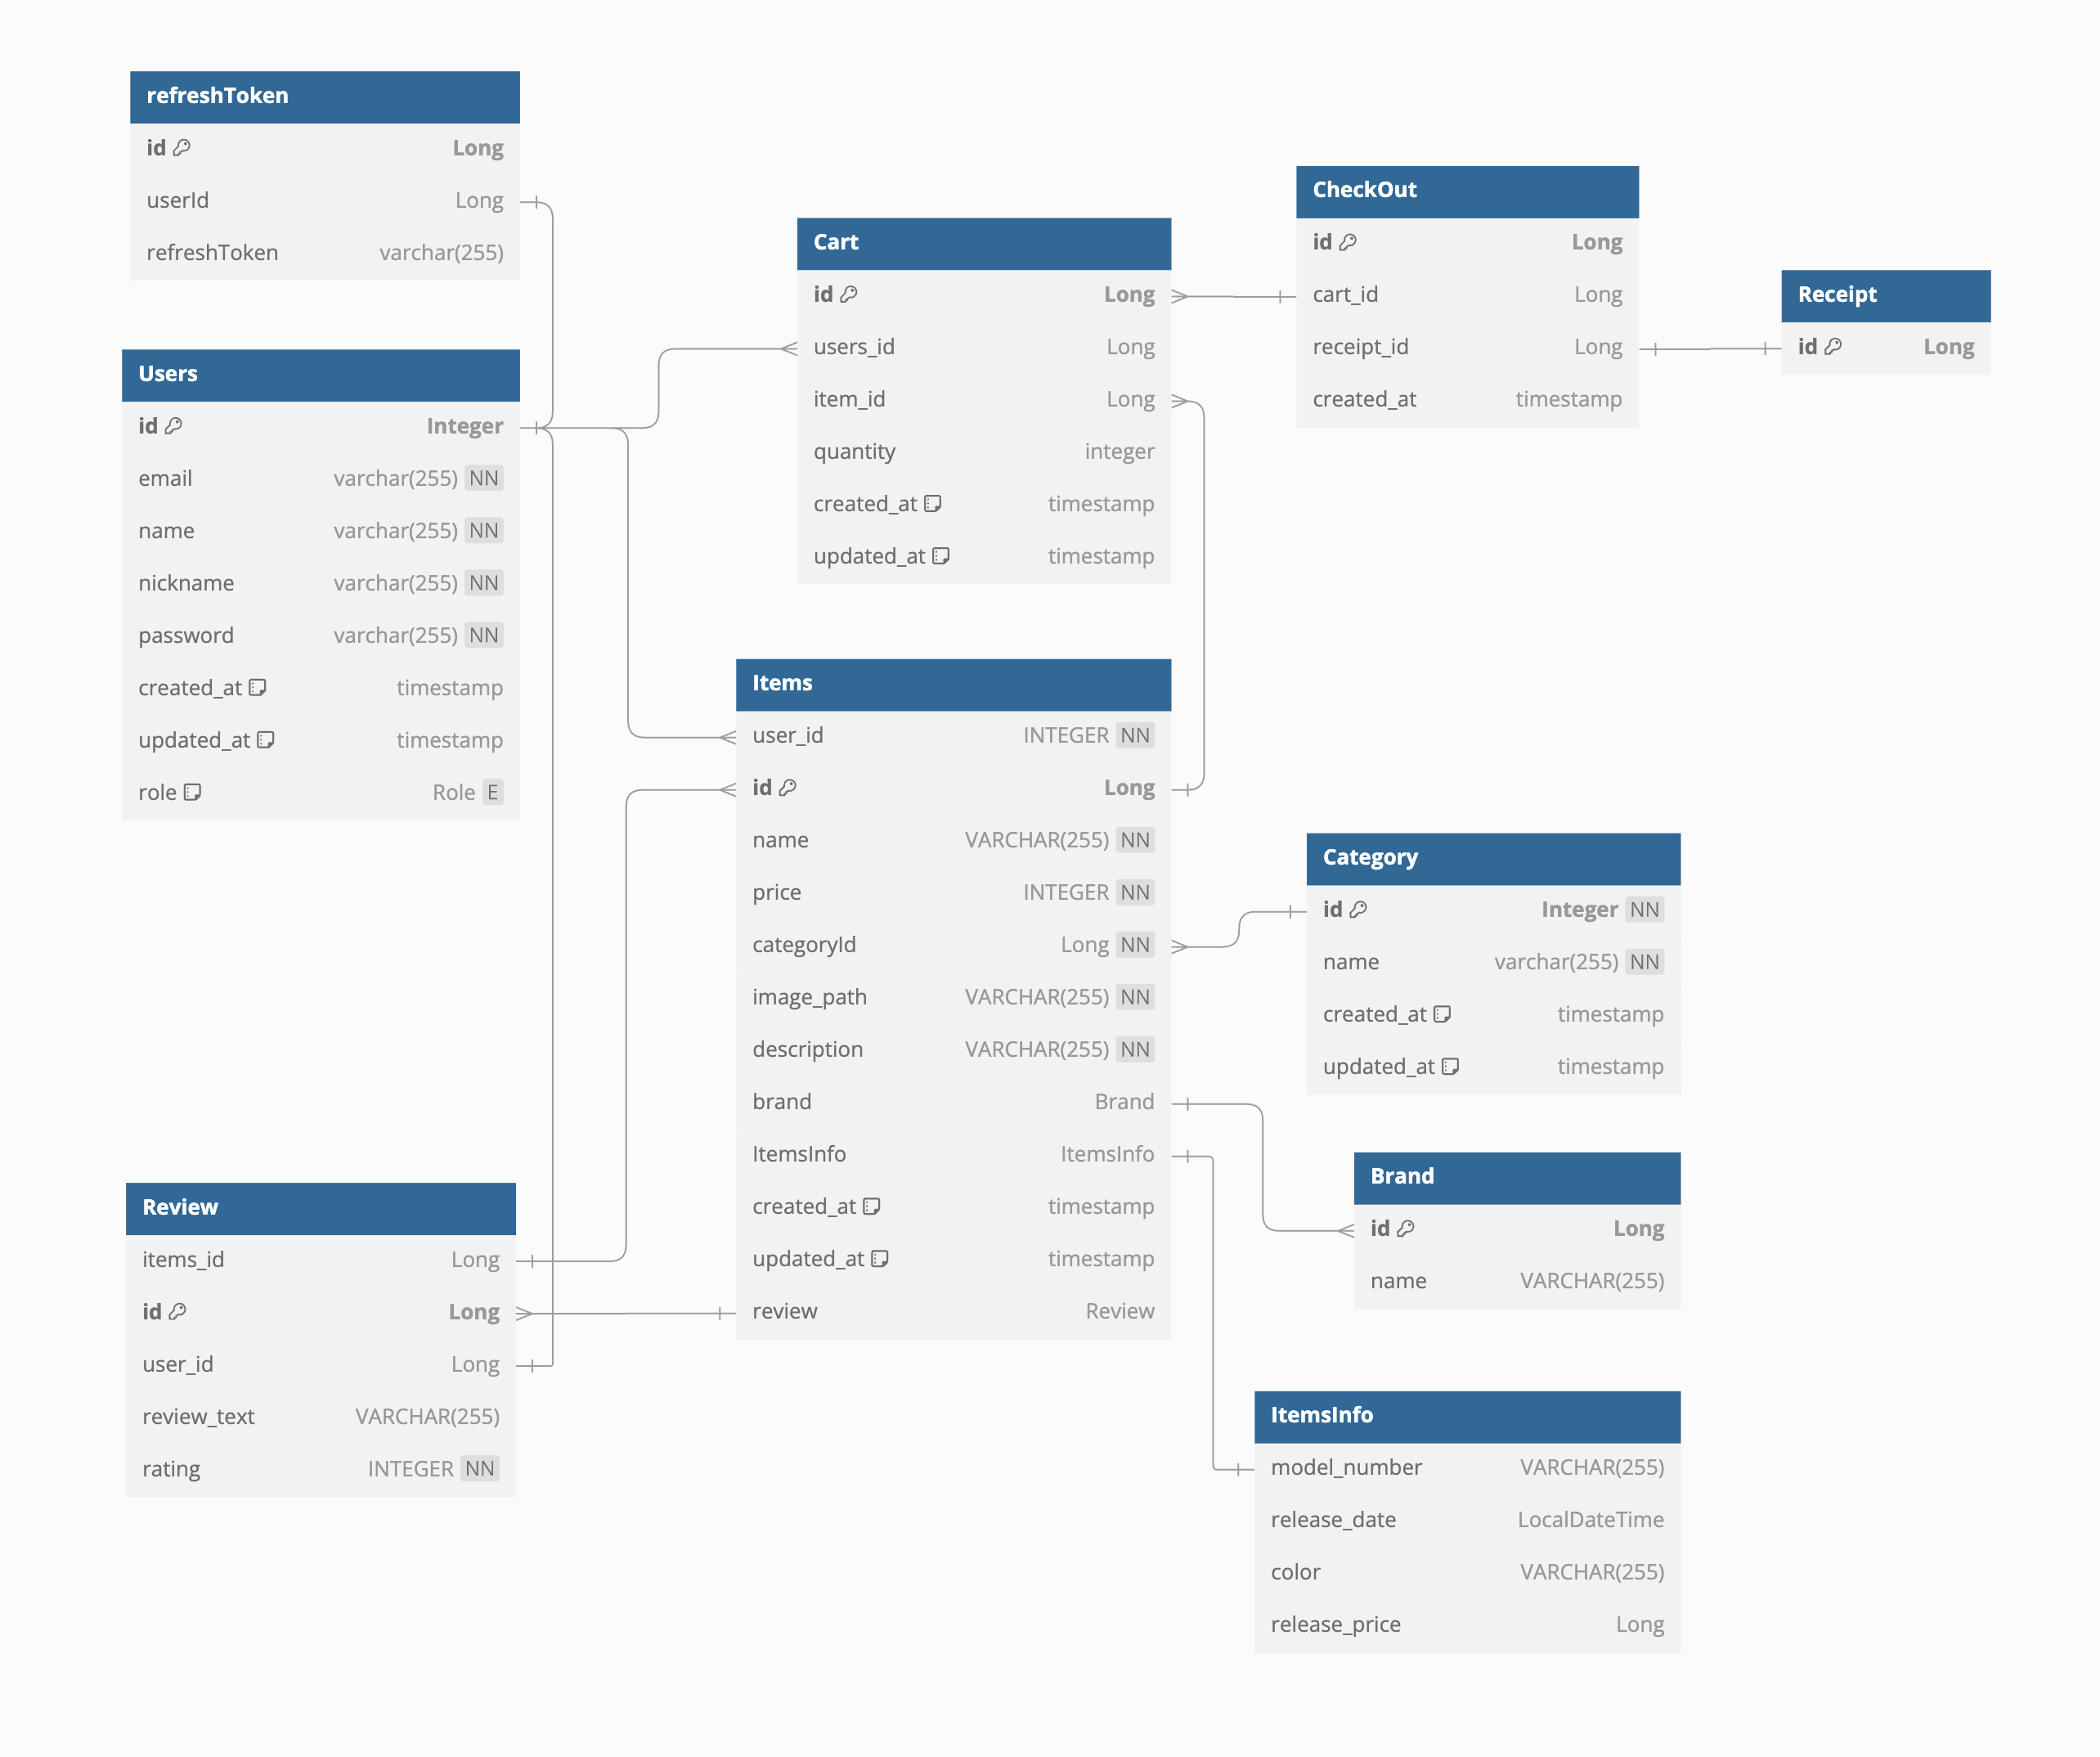 refreshToken
id Long
userId Long
refreshToken varchar(255)
Users
id Integer
email varchar(255) NN
name varchar(255) NN
nickname varchar(255) NN
password varchar(255) NN
created_at timestamp
updated_at timestamp
role Role E
Cart
id Long
users_id Long
item_id Long
quantity integer
created_at timestamp
updated_at timestamp
CheckOut
id Long
cart_id Long
receipt_id Long
created_at timestamp
Receipt
id Long
Items
user_id INTEGER NN
id Long
name VARCHAR(255) NN
price INTEGER NN
categoryId Long NN
image_path VARCHAR(255) NN
description VARCHAR(255) NN
brand Brand
ItemsInfo ItemsInfo
created_at timestamp
updated_at timestamp
review Review
Category
id Integer NN
name varchar(255) NN
created_at timestamp
updated_at timestamp
Brand
id Long
name VARCHAR(255)
Review
items_id Long
id Long
user_id Long
review_text VARCHAR(255)
rating INTEGER NN
ItemsInfo
model_number VARCHAR(255)
release_date LocalDateTime
color VARCHAR(255)
release_price Long